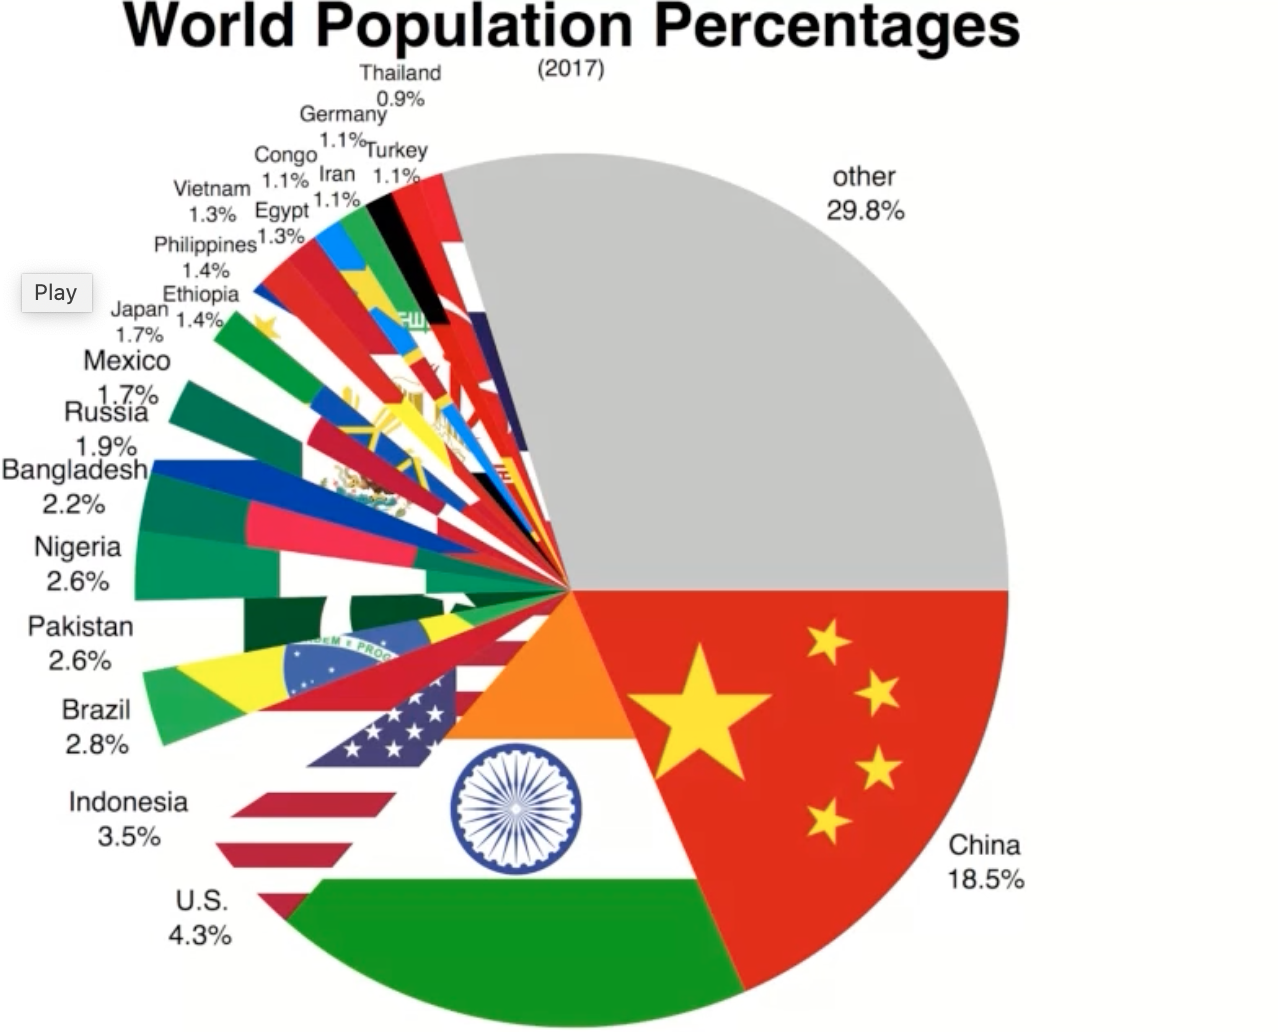 World Population Percentages
(2017)
Thailand
0.9%
Germany
1.1%
Turkey
1.1%
Congo
1.1%
Iran
1.1%
Vietnam
1.3%
Egypt
1.3%
Philippines
1.4%
Ethiopia
1.4%
Play
Japan
1.7%
Mexico
1.7%
Russia
1.9%
Bangladesh
2.2%
Nigeria
2.6%
Pakistan
2.6%
Brazil
2.8%
Indonesia
3.5%
U.S.
4.3%
other
29.8%
China
18.5%
DEM E PROG